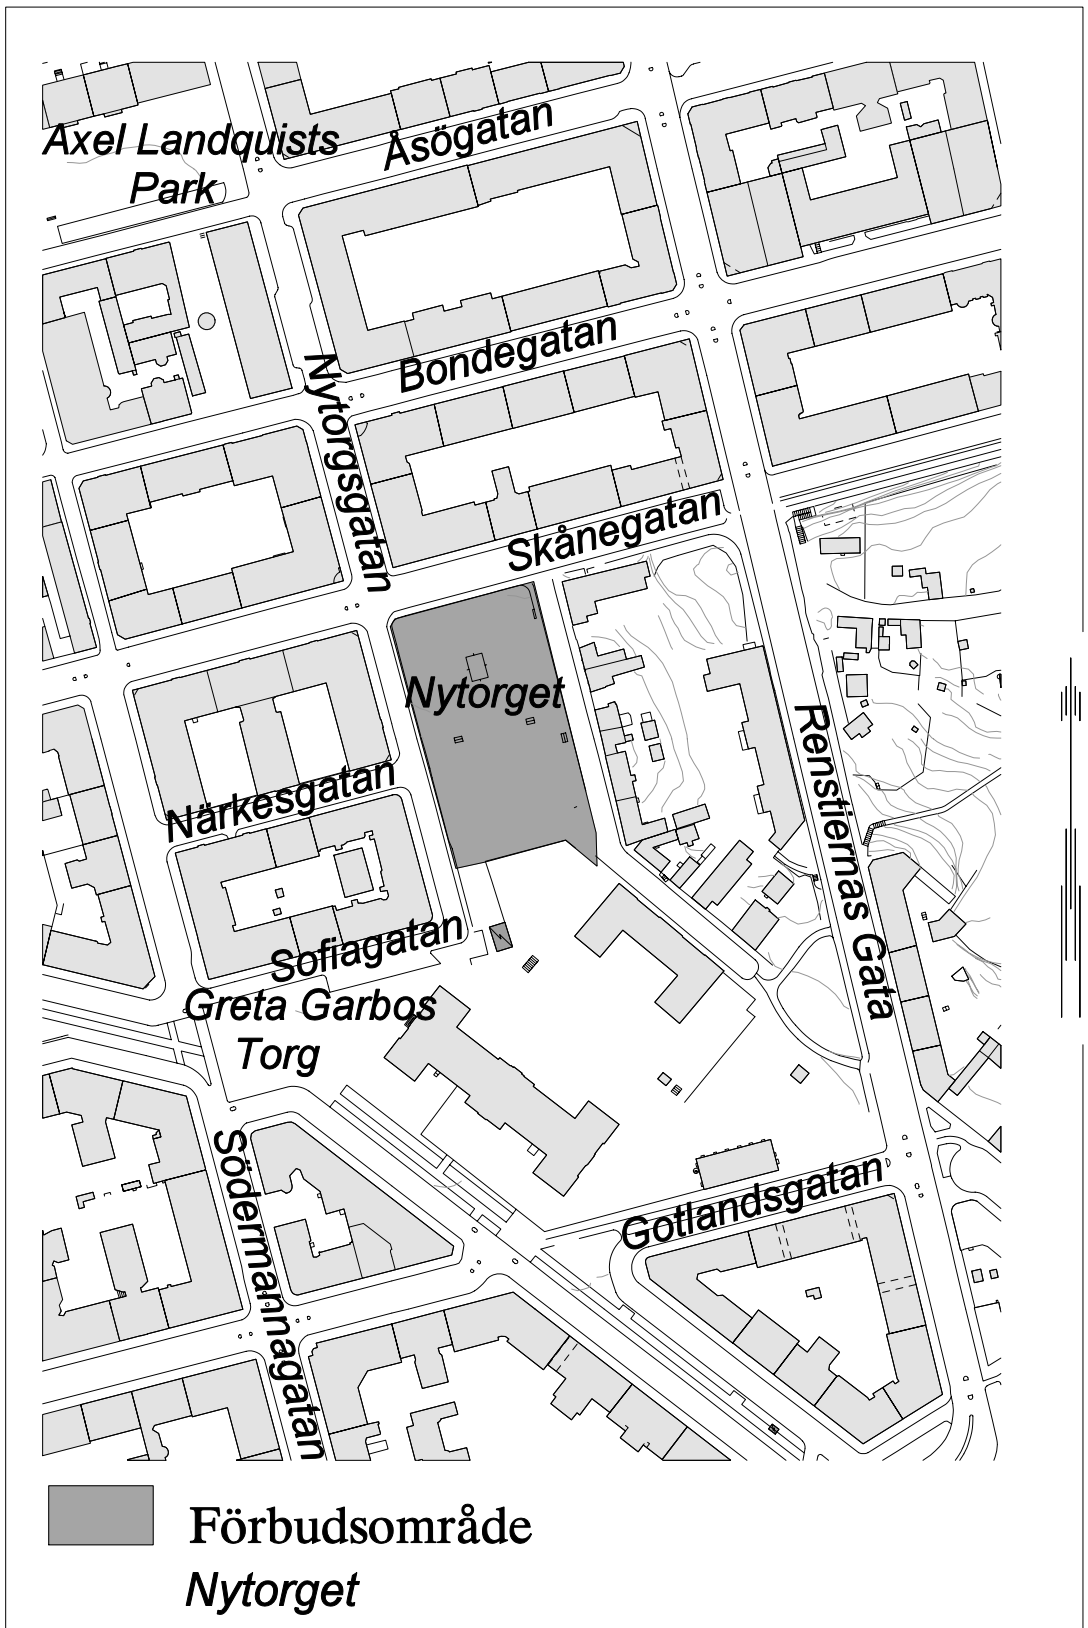 Axel Landquists
Park
Åsögatan
Bondegatan
Nytorgsgatan
Skånegatan
Nytorget
Närkesgatan
Renstiernas Gata
Sofiagatan
Greta Garbos
Torg
Södermannagatan
Gotlandsgatan
Förbudsområde
Nytorget